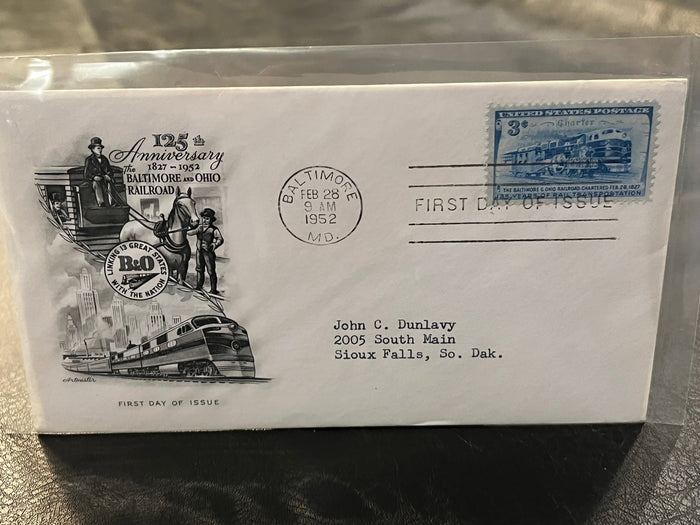 125th
Anniversary
1827 - 1952
The BALTIMORE AND OHIO
RAILROAD
LINKING 13 GREAT STATES
B&O
WITH THE NATION
Artmaster
FIRST DAY OF ISSUE
BALTIMORE
FEB 28
9 AM
1952
MD.
UNITED STATES POSTAGE
3¢
Charter
THE BALTIMORE & OHIO RAILROAD CHARTERED FEB. 28, 1827
125 YEARS OF RAIL TRANSPORTATION
FIRST DAY OF ISSUE
John C. Dunlavy
2005 South Main
Sioux Falls, So. Dak.